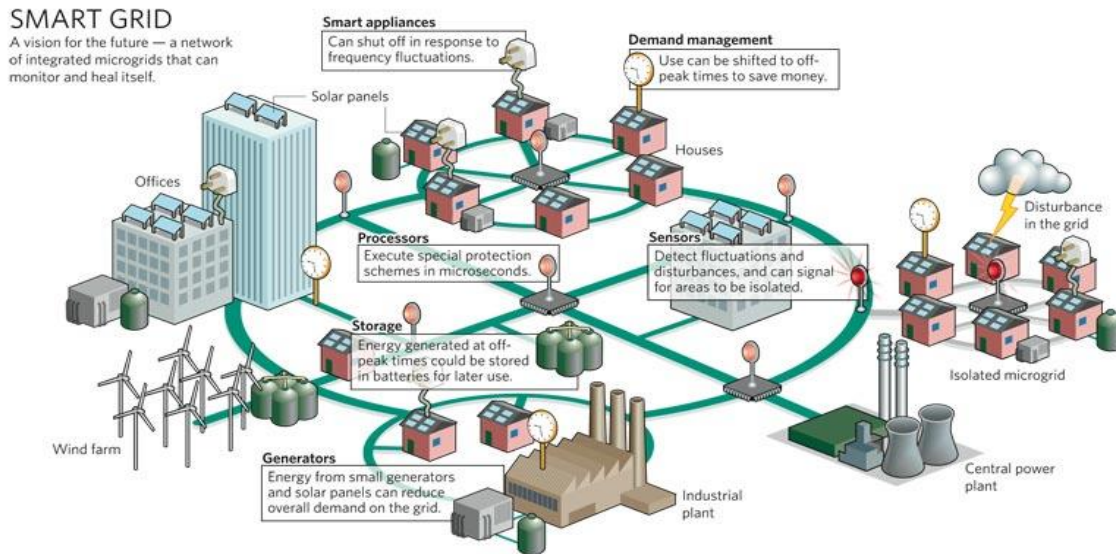 SMART GRID
A vision for the future — a network
of integrated microgrids that can
monitor and heal itself.
Smart appliances
Can shut off in response to
frequency fluctuations.
Demand management
Use can be shifted to off-
peak times to save money.
Solar panels
Houses
Offices
Disturbance
in the grid
Processors
Execute special protection
schemes in microseconds.
Sensors
Detect fluctuations and
disturbances, and can signal
for areas to be isolated.
Storage
Energy generated at off-
peak times could be stored
in batteries for later use.
Isolated microgrid
Wind farm
Generators
Energy from small generators
and solar panels can reduce
overall demand on the grid.
Industrial
plant
Central power
plant